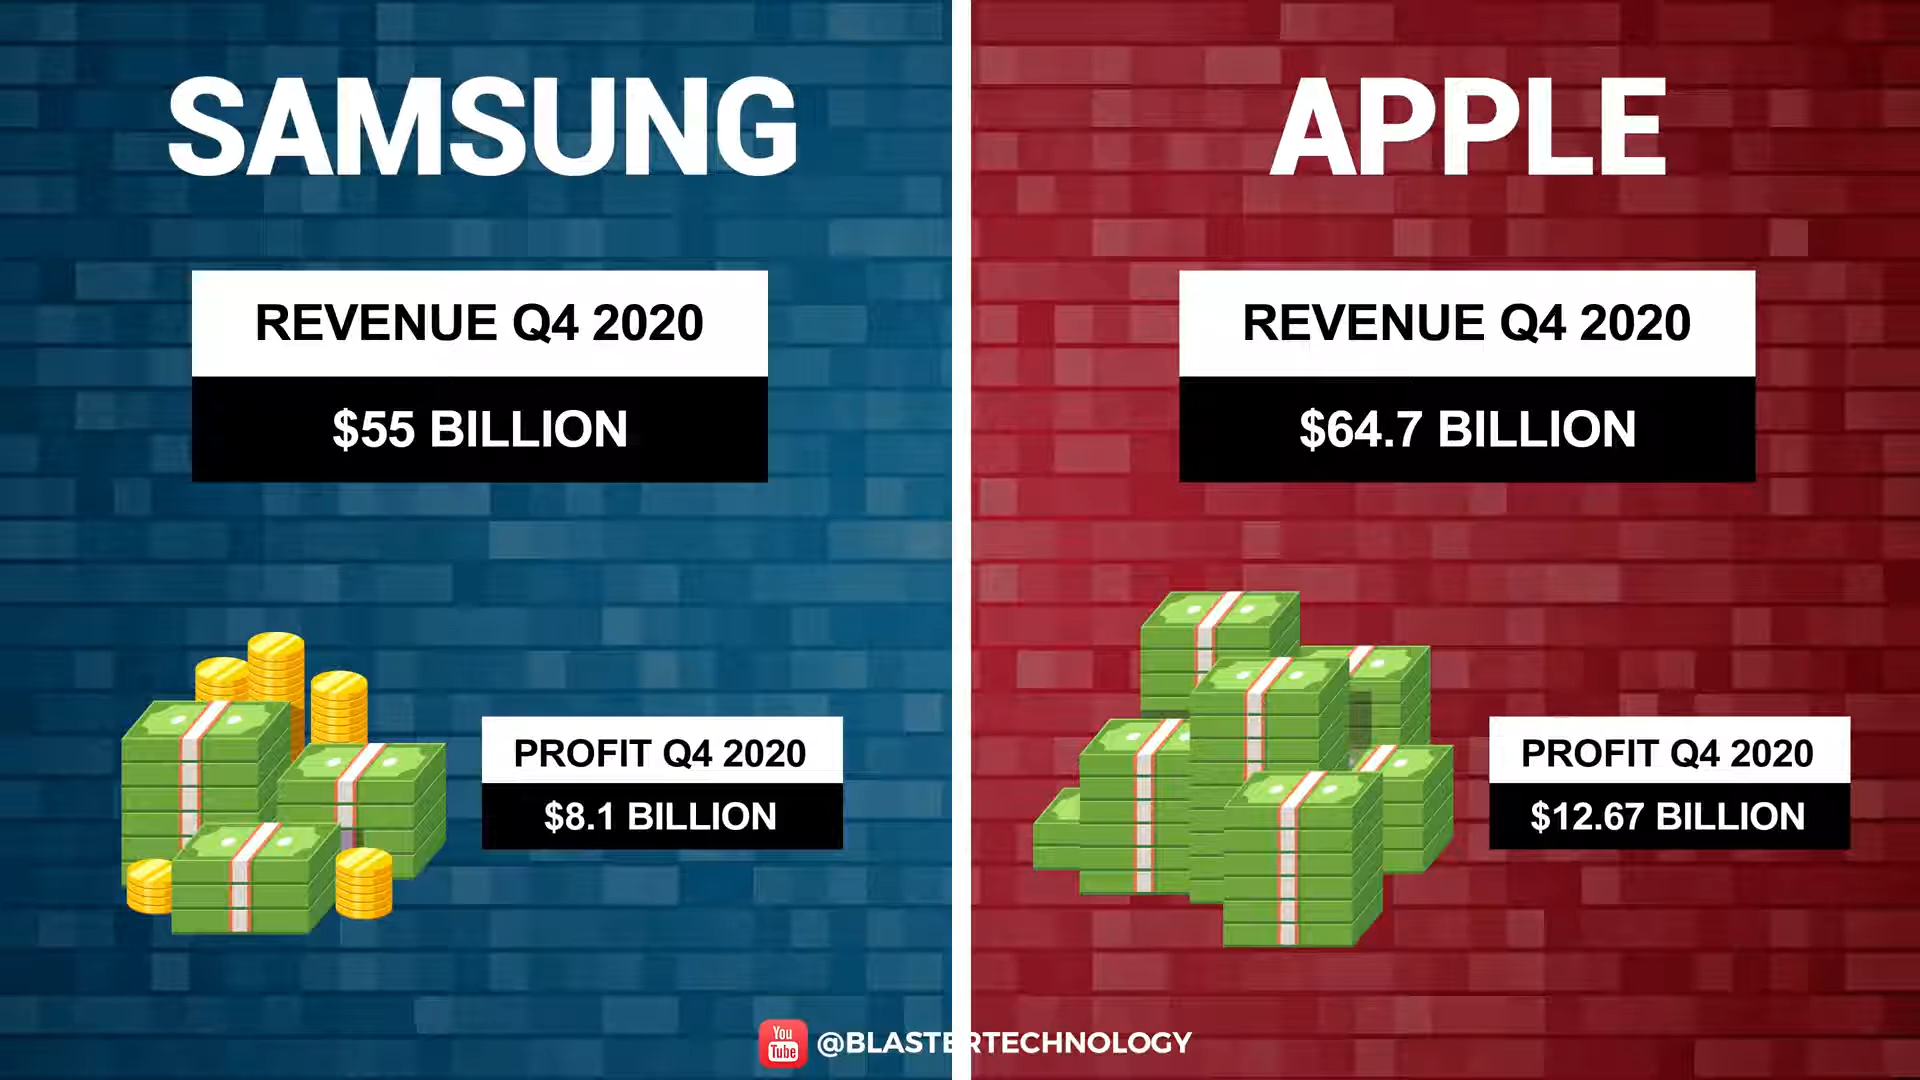 SAMSUNG
REVENUE Q4 2020
$55 BILLION
PROFIT Q4 2020
$8.1 BILLION
APPLE
REVENUE Q4 2020
$64.7 BILLION
PROFIT Q4 2020
$12.67 BILLION
You
Tube
@BLASTERTECHNOLOGY